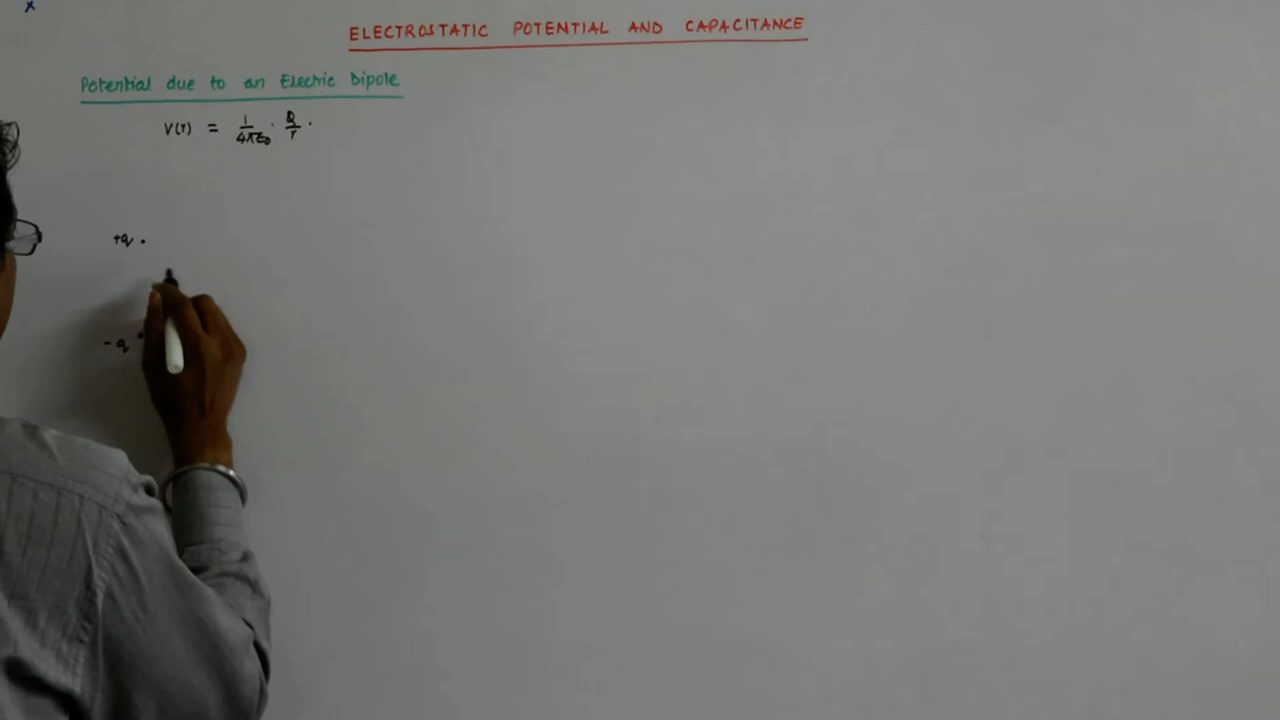 x
ELECTROSTATIC POTENTIAL AND CAPACITANCE
Potential due to an Electric Dipole
V(r) = 1/4πε0 · Q/r ·
+q ·
-q ·